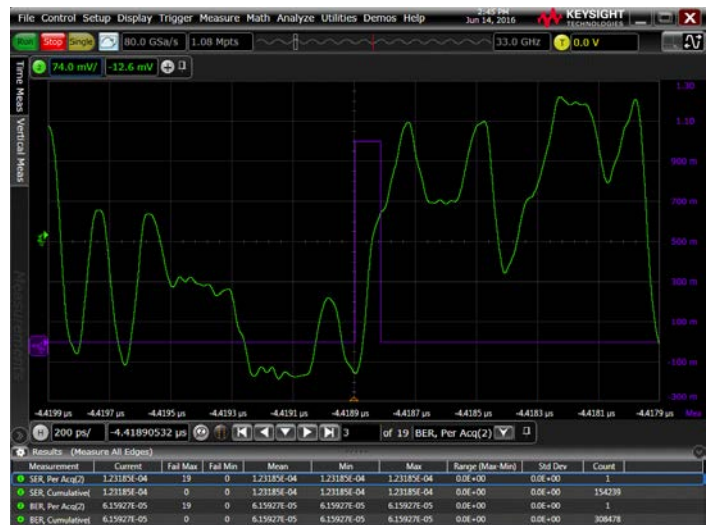 File Control Setup Display Trigger Measure Math Analyze Utilities Demos Help
2:45 PM
Jun 14, 2016
KEYSIGHT
TECHNOLOGIES
Run Stop Single 80.0 GSa/s 1.08 Mpts 33.0 GHz T 0.0 V
Time Meas
Vertical Meas
Measurements
2 74.0 mV/ -12.6 mV
1.30
1.10
900 m
700 m
500 m
300 m
100 m
-100 m
-300 m
-4.4199 µs -4.4197 µs -4.4195 µs -4.4193 µs -4.4191 µs -4.4189 µs -4.4187 µs -4.4185 µs -4.4183 µs -4.4181 µs -4.4179 µs
H 200 ps/ -4.41890532 µs 3 of 19 BER, Per Acq(2)
Results (Measure All Edges)
Measurement Current Fail Max Fail Min Mean Min Max Range (Max-Min) Std Dev Count
SER, Per Acq(2) 1.23185E-04 19 0 1.23185E-04 1.23185E-04 1.23185E-04 0.0E+00 0.0E+00 1
SER, Cumulative( 1.23185E-04 0 0 1.23185E-04 1.23185E-04 1.23185E-04 0.0E+00 0.0E+00 154239
BER, Per Acq(2) 6.15927E-05 19 0 6.15927E-05 6.15927E-05 6.15927E-05 0.0E+00 0.0E+00 1
BER, Cumulative( 6.15927E-05 0 0 6.15927E-05 6.15927E-05 6.15927E-05 0.0E+00 0.0E+00 308478